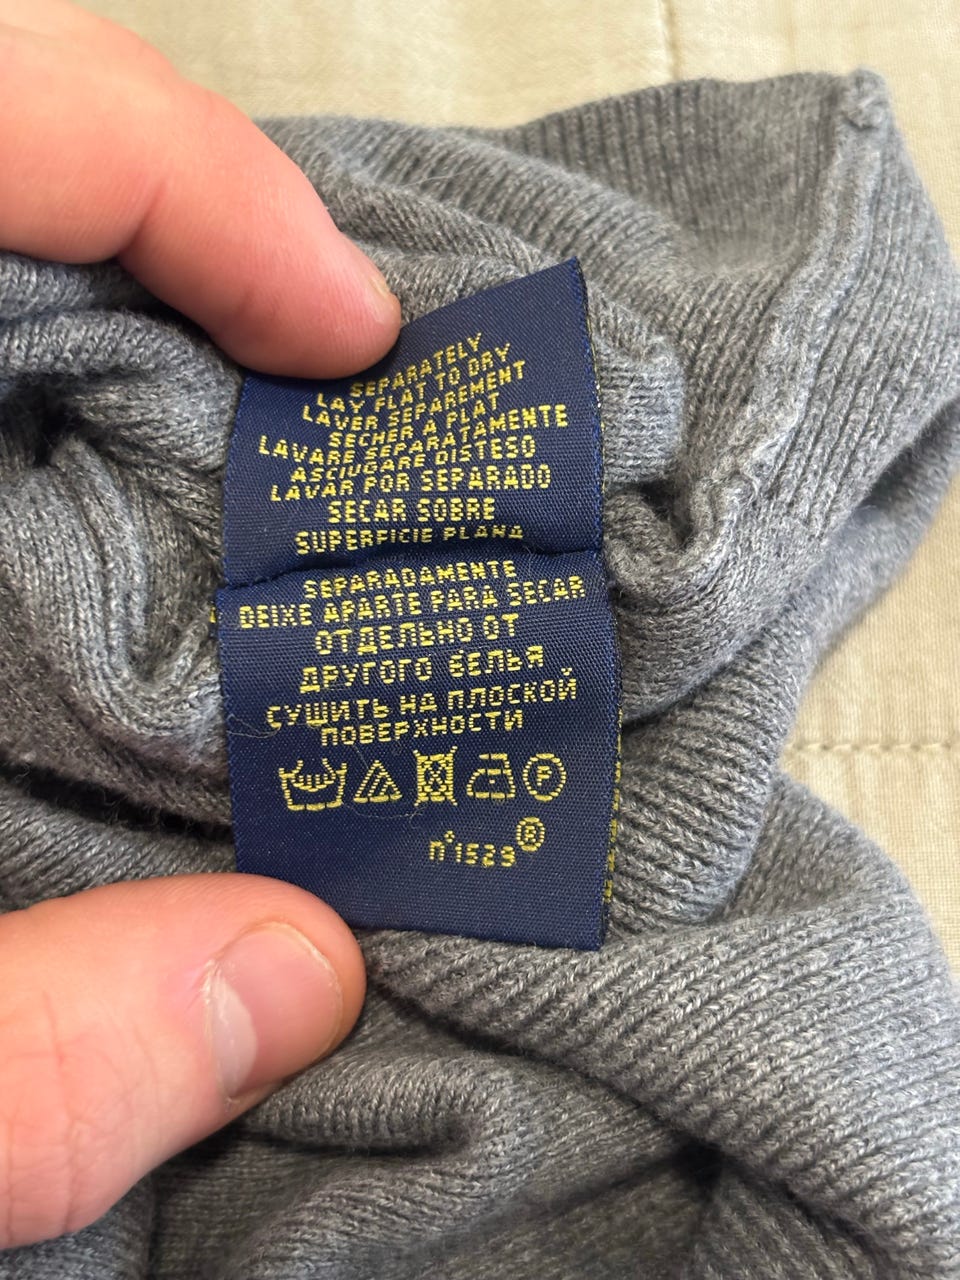 SEPARATELY
LAY FLAT TO DRY
LAVER SEPAREMENT
SECHER A PLAT
LAVARE SEPARATAMENTE
ASCIUGARE DISTESO
LAVAR POR SEPARADO
SECAR SOBRE
SUPERFICIE PLANA
SEPARADAMENTE
DEIXE APARTE PARA SECAR
ОТДЕЛЬНО ОТ
ДРУГОГО БЕЛЬЯ
СУШИТЬ НА ПЛОСКОЙ
ПОВЕРХНОСТИ
P
n°1529®